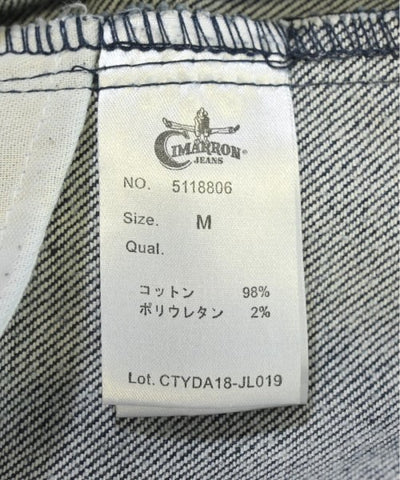 CIMARRON®
JEANS
NO. 5118806
Size. M
Qual.
コットン 98%
ポリウレタン 2%
Lot. CTYDA18-JL019